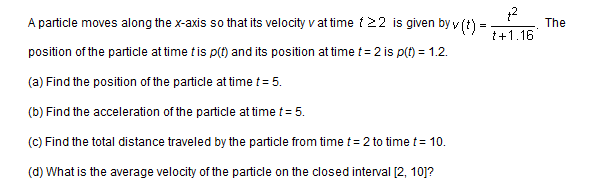 A particle moves along the x-axis so that its velocity v at time t ≥ 2 is given by v(t) = t²/(t+1.16). The
position of the particle at time t is p(t) and its position at time t = 2 is p(t) = 1.2.
(a) Find the position of the particle at time t = 5.
(b) Find the acceleration of the particle at time t = 5.
(c) Find the total distance traveled by the particle from time t = 2 to time t = 10.
(d) What is the average velocity of the particle on the closed interval [2, 10]?